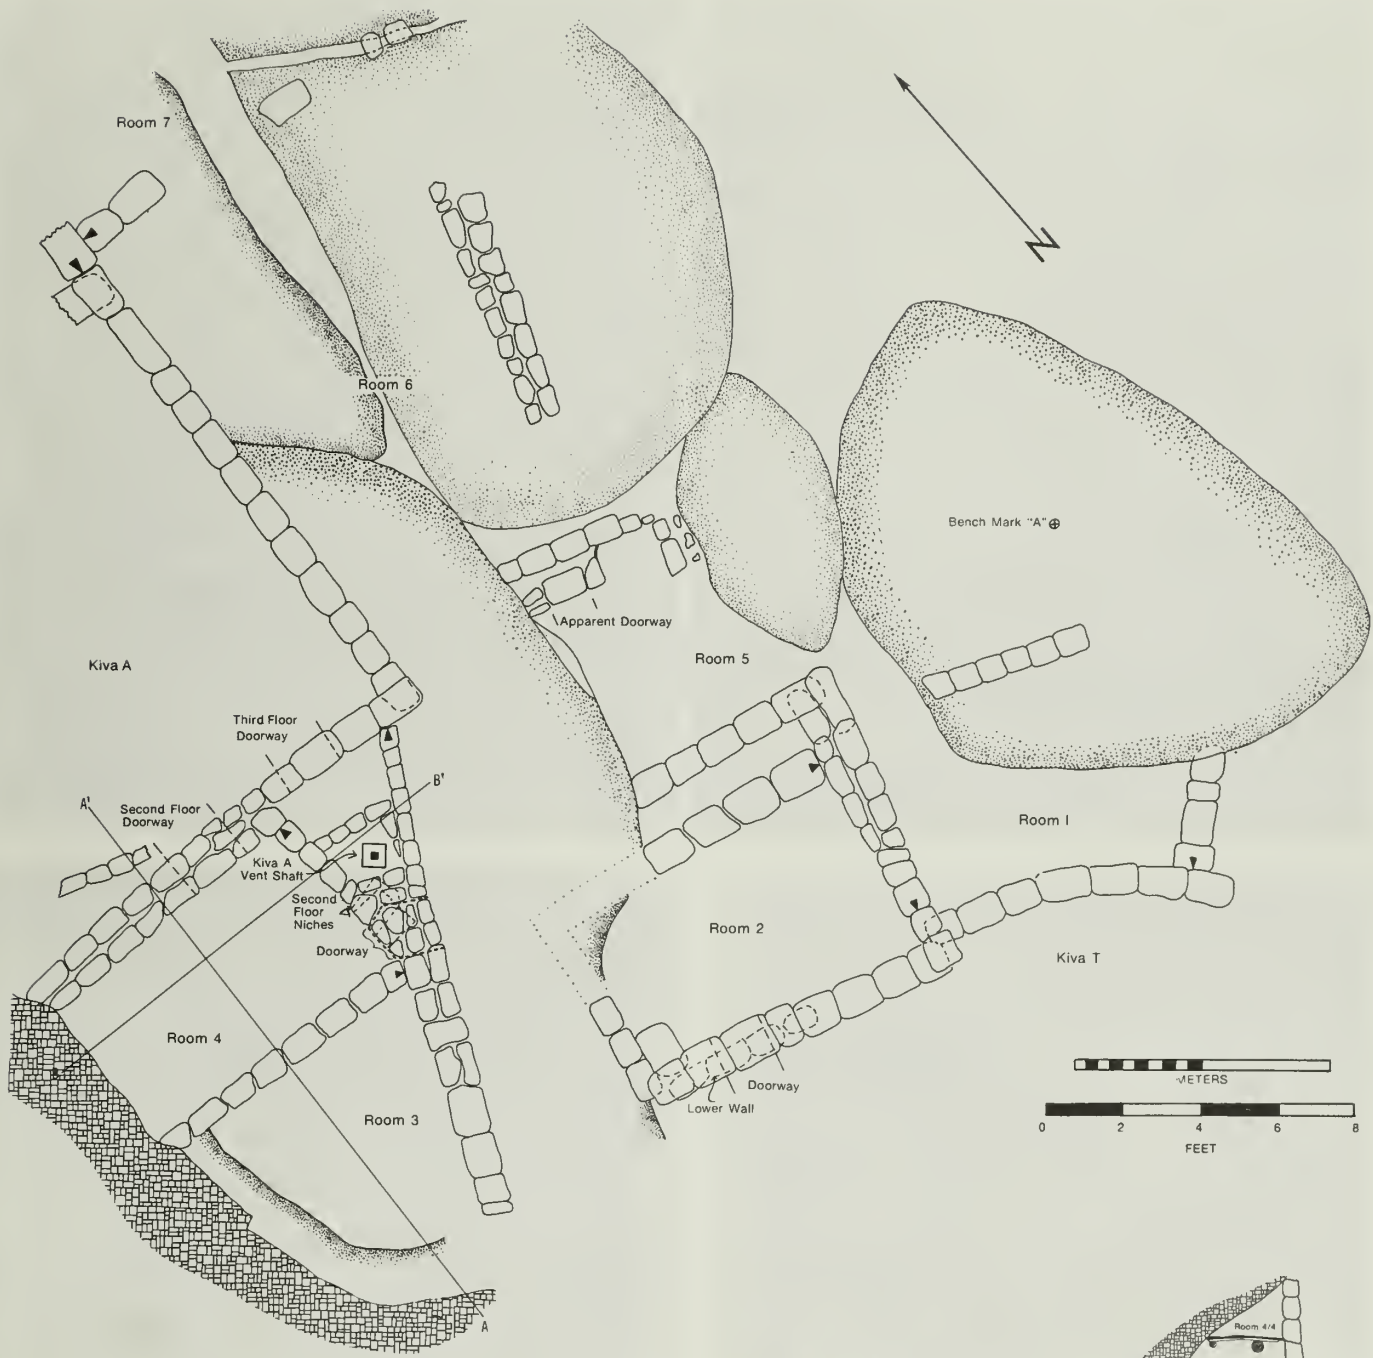 Room 7
N
Room 6
Bench Mark "A"
Apparent Doorway
Room 5
Kiva A
Third Floor
Doorway
B'
A'
Second Floor
Doorway
Kiva A
Vent Shaft
Second
Floor
Niches
Doorway
Room 1
Room 2
Kiva T
Room 4
METERS
Doorway
Lower Wall
Room 3
0 2 4 6 8
FEET
A
Room 4/4